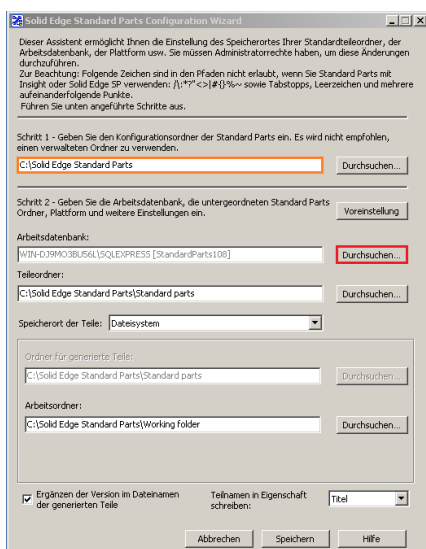 Solid Edge Standard Parts Configuration Wizard
Dieser Assistent ermöglicht Ihnen die Einstellung des Speicherortes Ihrer Standardteileordner, der
Arbeitsdatenbank, der Plattform usw. Sie müssen Administratorrechte haben, um diese Änderungen
durchzuführen.
Zur Beachtung: Folgende Zeichen sind in den Pfaden nicht erlaubt, wenn Sie Standard Parts mit
Insight oder Solid Edge SP verwenden: /\:*?"<>|#{}%~ sowie Tabstopps, Leerzeichen und mehrere
aufeinanderfolgende Punkte.
Führen Sie unten angeführte Schritte aus.
Schritt 1 - Geben Sie den Konfigurationsordner der Standard Parts ein. Es wird nicht empfohlen,
einen verwalteten Ordner zu verwenden.
C:\Solid Edge Standard Parts Durchsuchen...
Schritt 2 - Geben Sie die Arbeitsdatenbank, die untergeordneten Standard Parts
Ordner, Plattform und weitere Einstellungen ein. Voreinstellung
Arbeitsdatenbank:
WIN-DJ9MO3BU56L\SQLEXPRESS [StandardParts108] Durchsuchen...
Teileordner:
C:\Solid Edge Standard Parts\Standard parts Durchsuchen...
Speicherort der Teile: Dateisystem
Ordner für generierte Teile:
C:\Solid Edge Standard Parts\Standard parts Durchsuchen...
Arbeitsordner:
C:\Solid Edge Standard Parts\Working folder Durchsuchen...
Ergänzen der Version im Dateinamen
der generierten Teile
Teilnamen in Eigenschaft
schreiben:
Titel
Abbrechen Speichern Hilfe